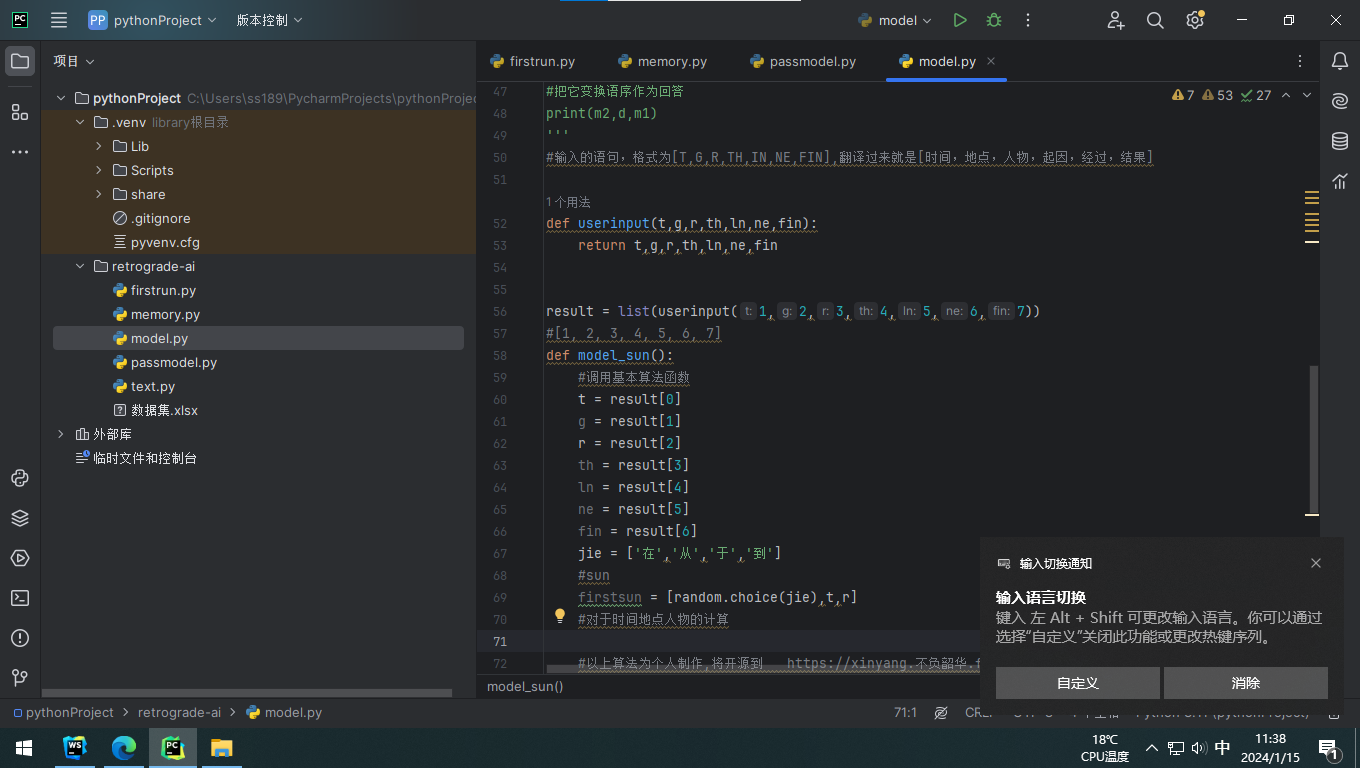 PC
PP pythonProject
版本控制
model
项目
firstrun.py
memory.py
passmodel.py
model.py
pythonProject C:\Users\ss189\PycharmProjects\pythonProjec
.venv library根目录
Lib
Scripts
share
.gitignore
pyvenv.cfg
retrograde-ai
firstrun.py
memory.py
model.py
passmodel.py
text.py
数据集.xlsx
外部库
临时文件和控制台
7 53 27
47 #把它变换语序作为回答
48 print(m2,d,m1)
49 '''
50 #输入的语句，格式为[T,G,R,TH,IN,NE,FIN],翻译过来就是[时间，地点，人物，起因，经过，结果]
51
1 个用法
52 def userinput(t,g,r,th,ln,ne,fin):
53 return t,g,r,th,ln,ne,fin
54
55
56 result = list(userinput( t: 1, g: 2, r: 3, th: 4, ln: 5, ne: 6, fin: 7))
57 #[1, 2, 3, 4, 5, 6, 7]
58 def model_sun():
59 #调用基本算法函数
60 t = result[0]
61 g = result[1]
62 r = result[2]
63 th = result[3]
64 ln = result[4]
65 ne = result[5]
66 fin = result[6]
67 jie = ['在','从','于','到']
68 #sun
69 firstsun = [random.choice(jie),t,r]
70 #对于时间地点人物的计算
71
72 #以上算法为个人制作,将开源到 https://xinyang.不负韶华.f
model_sun()
输入切换通知
输入语言切换
键入 左 Alt + Shift 可更改输入语言。你可以通过
选择"自定义"关闭此功能或更改热键序列。
自定义
消除
pythonProject
retrograde-ai
model.py
71:1
WS
PC
18℃
CPU温度
中
11:38
2024/1/15
1